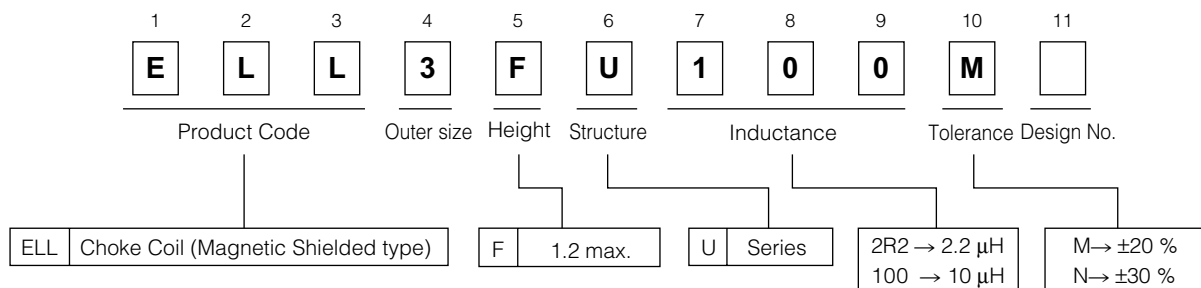 1 2 3 4 5 6 7 8 9 10 11
E L L 3 F U 1 0 0 M
Product Code Outer size Height Structure Inductance Tolerance Design No.
ELL Choke Coil (Magnetic Shielded type) F 1.2 max. U Series 2R2 → 2.2 μH M→ ±20 %
100 → 10 μH N→ ±30 %